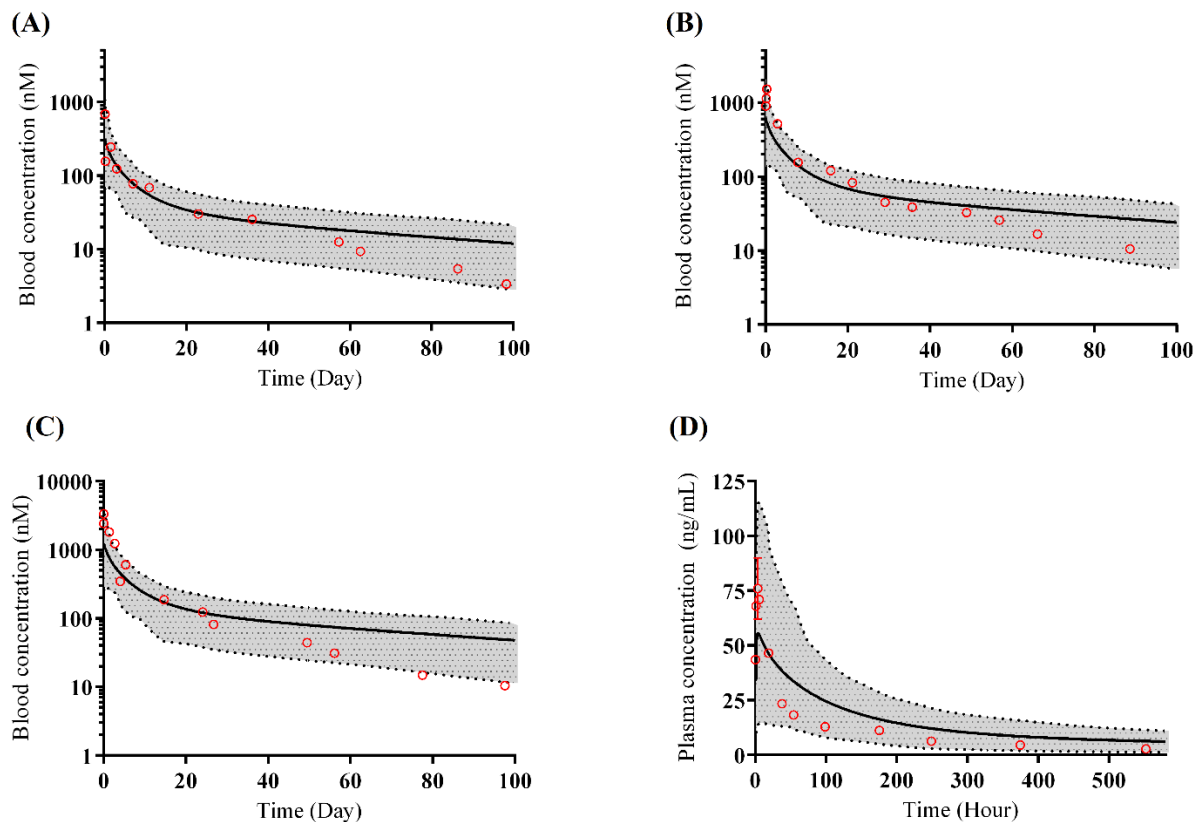 (A)
Blood concentration (nM)
1000
100
10
1
0 20 40 60 80 100
Time (Day)
(B)
Blood concentration (nM)
1000
100
10
1
0 20 40 60 80 100
Time (Day)
(C)
Blood concentration (nM)
10000
1000
100
10
1
0 20 40 60 80 100
Time (Day)
(D)
Plasma concentration (ng/mL)
125
100
75
50
25
0
0 100 200 300 400 500
Time (Hour)